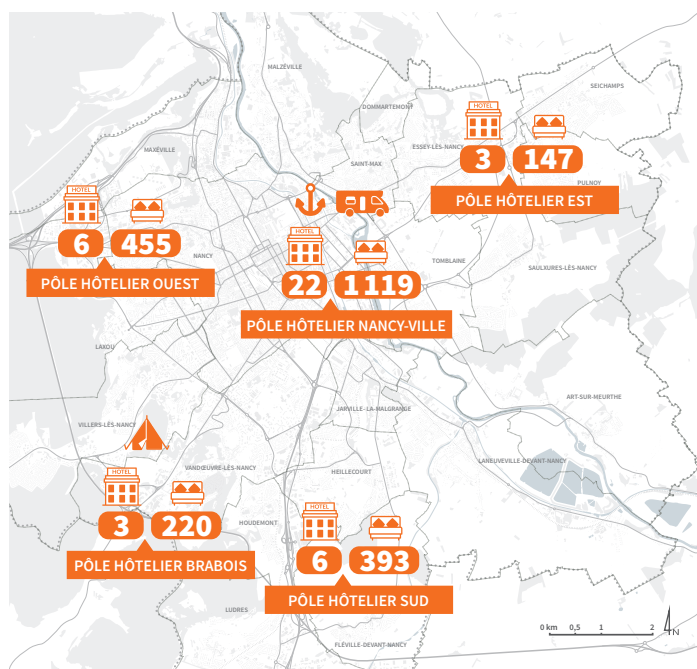 MALZÉVILLE
SEICHAMPS
DOMMARTEMONT
HOTEL
ESSEY-LÈS-NANCY
MAXÉVILLE
SAINT-MAX
3 147
PULNOY
PÔLE HÔTELIER EST
HOTEL
6 455
NANCY
PÔLE HÔTELIER OUEST
HOTEL
22 1 119
PÔLE HÔTELIER NANCY-VILLE
TOMBLAINE
SAULXURES-LÈS-NANCY
LAXOU
ART-SUR-MEURTHE
JARVILLE-LA-MALGRANGE
VILLERS-LÈS-NANCY
LANEUVEVILLE-DEVANT-NANCY
VANDŒUVRE-LÈS-NANCY
HEILLECOURT
HOTEL
3 220
PÔLE HÔTELIER BRABOIS
HOUDEMONT
HOTEL
6 393
PÔLE HÔTELIER SUD
LUDRES
FLÉVILLE-DEVANT-NANCY
0 km 0,5 1 2
N